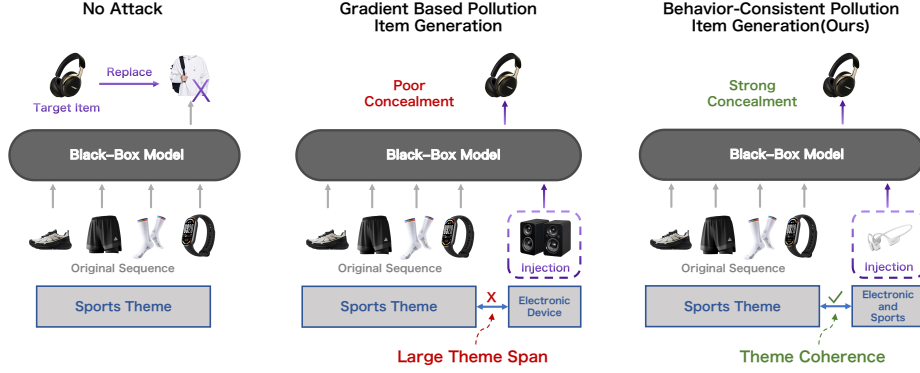 No Attack
Replace
Target Item
X
Black-Box Model
Original Sequence
Sports Theme
Gradient Based Pollution
Item Generation
Poor
Concealment
Black-Box Model
Original Sequence
Injection
Sports Theme
X
Electronic
Device
Large Theme Span
Behavior-Consistent Pollution
Item Generation(Ours)
Strong
Concealment
Black-Box Model
Original Sequence
Injection
Sports Theme
Electronic
and
Sports
Theme Coherence